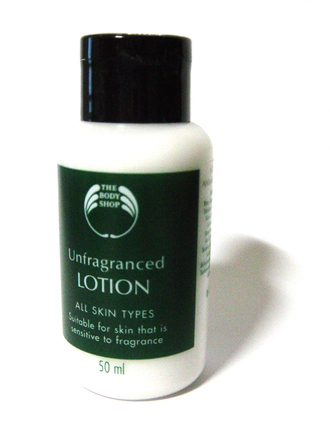 THE
BODY
SHOP
Unfragranced
LOTION
ALL SKIN TYPES
Suitable for skin that is
sensitive to fragrance
50 ml